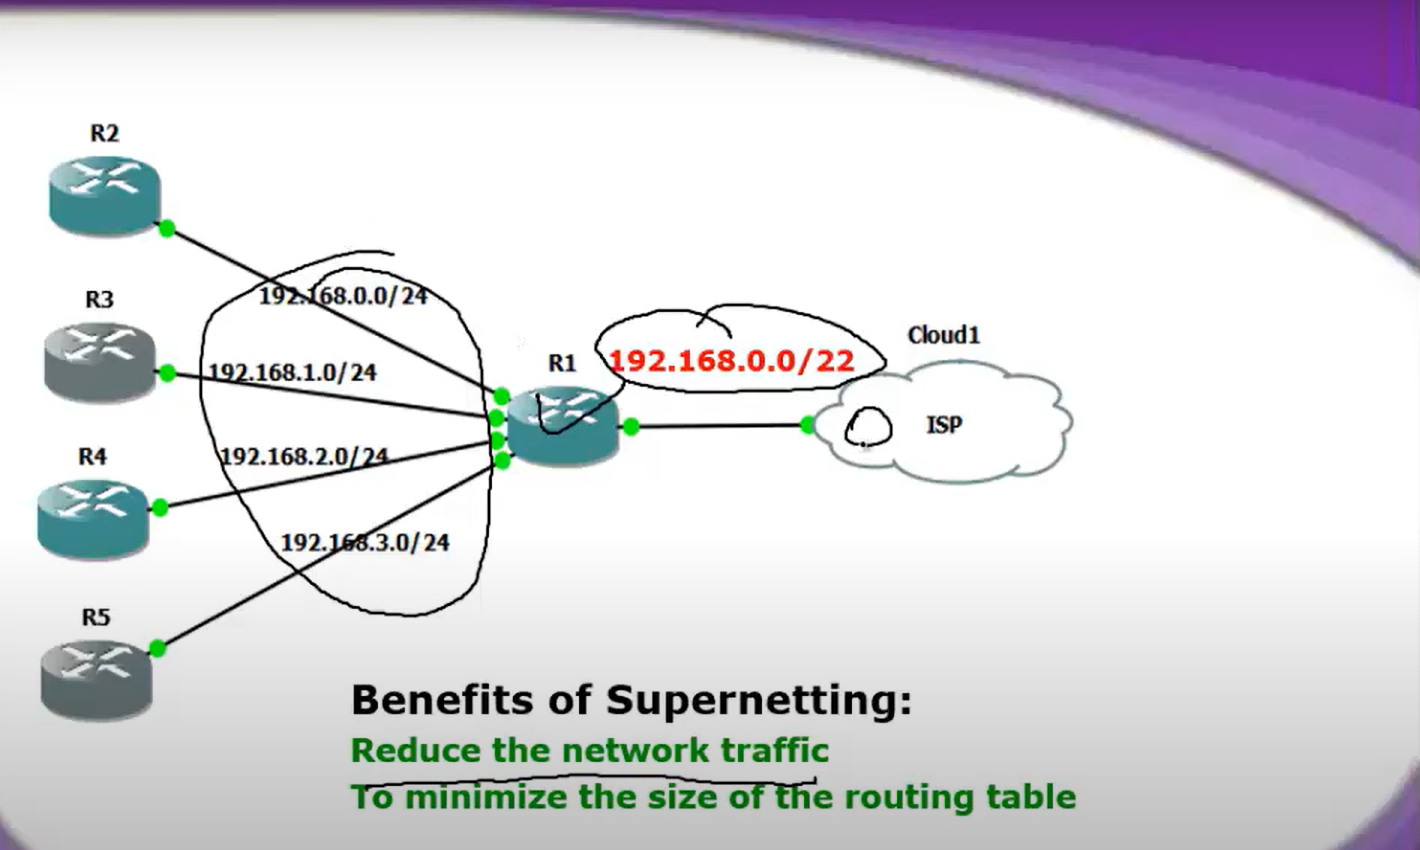 R2
192.168.0.0/24
R3
192.168.1.0/24
R1
192.168.0.0/22
Cloud1
ISP
R4
192.168.2.0/24
192.168.3.0/24
R5
Benefits of Supernetting:
Reduce the network traffic
To minimize the size of the routing table